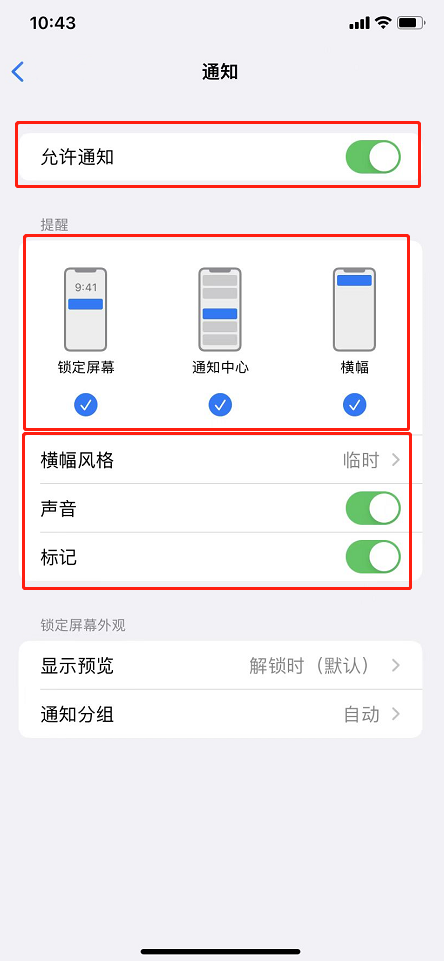 10:43
通知
允许通知
提醒
9:41
锁定屏幕 通知中心 横幅
横幅风格 临时
声音
标记
锁定屏幕外观
显示预览 解锁时（默认）
通知分组 自动